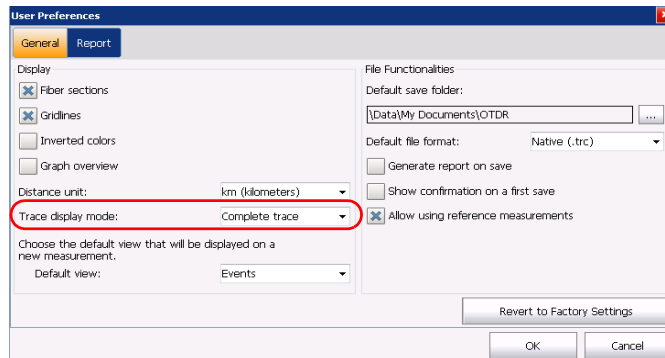 User Preferences
General Report
Display
Fiber sections
Gridlines
Inverted colors
Graph overview
Distance unit: km (kilometers)
Trace display mode: Complete trace
Choose the default view that will be displayed on a
new measurement.
Default view: Events
File Functionalities
Default save folder:
\Data\My Documents\OTDR ...
Default file format: Native (.trc)
Generate report on save
Show confirmation on a first save
Allow using reference measurements
Revert to Factory Settings
OK Cancel